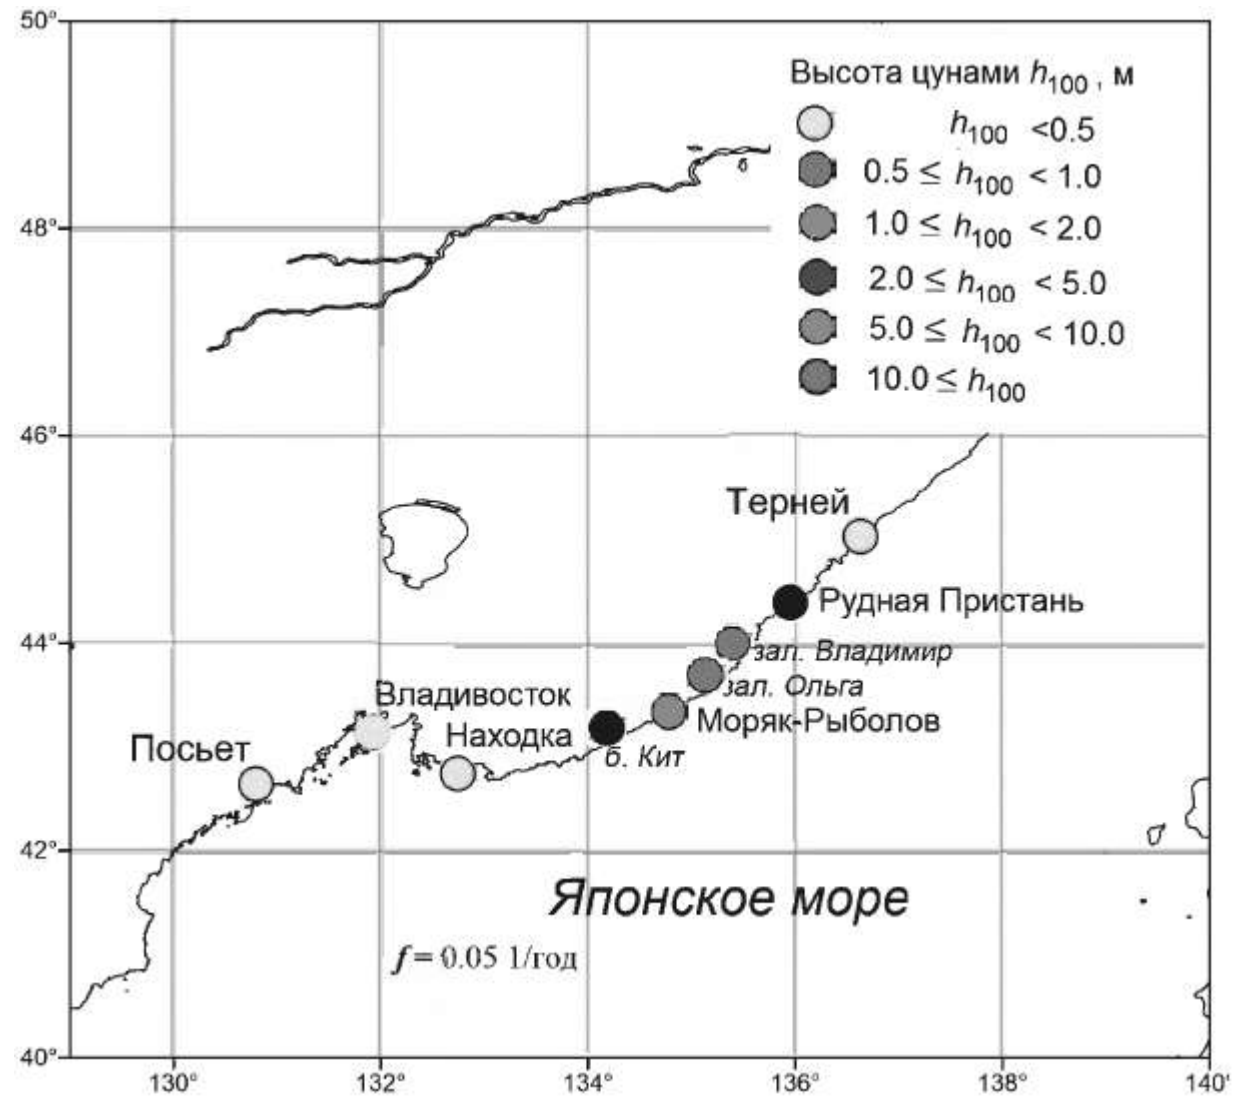 50°
48°
46°
44°
42°
40°
Высота цунами h100 , м
h100 <0.5
0.5 ≤ h100 < 1.0
1.0 ≤ h100 < 2.0
2.0 ≤ h100 < 5.0
5.0 ≤ h100 < 10.0
10.0 ≤ h100
Терней
Рудная Пристань
зал. Владимир
зал. Ольга
Владивосток
Моряк-Рыболов
Находка
Посьет
б. Кит
Японское море
f = 0.05 1/год
130° 132° 134° 136° 138° 140'